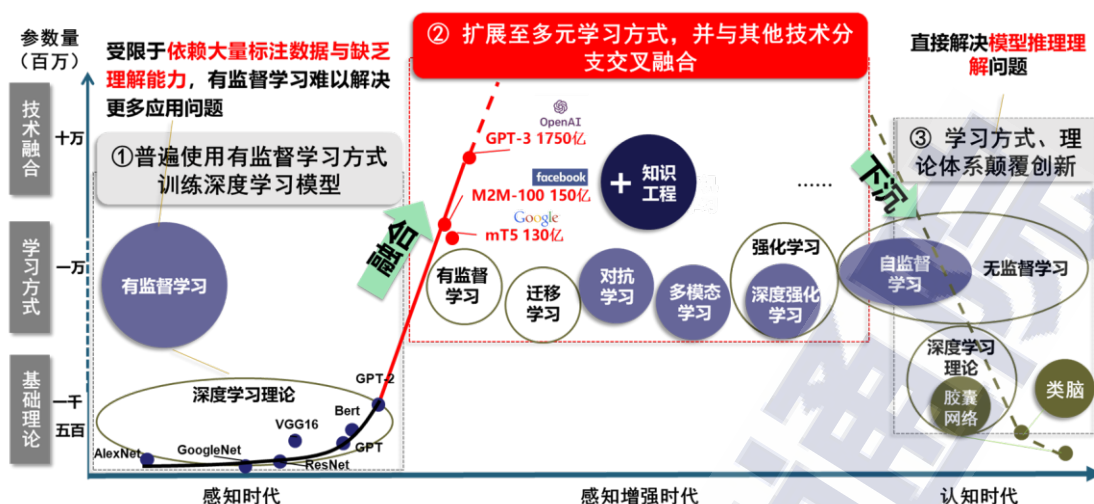 参数量
（百万）
技术融合
学习方式
基础理论
十万
一万
一千
五百
受限于依赖大量标注数据与缺乏
理解能力，有监督学习难以解决
更多应用问题
①普遍使用有监督学习方式
训练深度学习模型
有监督学习
深度学习理论
GPT-2
Bert
VGG16
GPT
GoogleNet
AlexNet
ResNet
感知时代
② 扩展至多元学习方式，并与其他技术分
支交叉融合
融合
OpenAI
GPT-3 1750亿
facebook
M2M-100 150亿
Google
mT5 130亿
+ 知识
工程
……
有监督
学习
迁移
学习
对抗
学习
多模态
学习
强化学习
深度强化
学习
感知增强时代
直接解决模型推理理
解问题
③ 学习方式、理
论体系颠覆创新
下沉
自监督
学习
无监督学习
深度学习
理论
胶囊
网络
类脑
认知时代